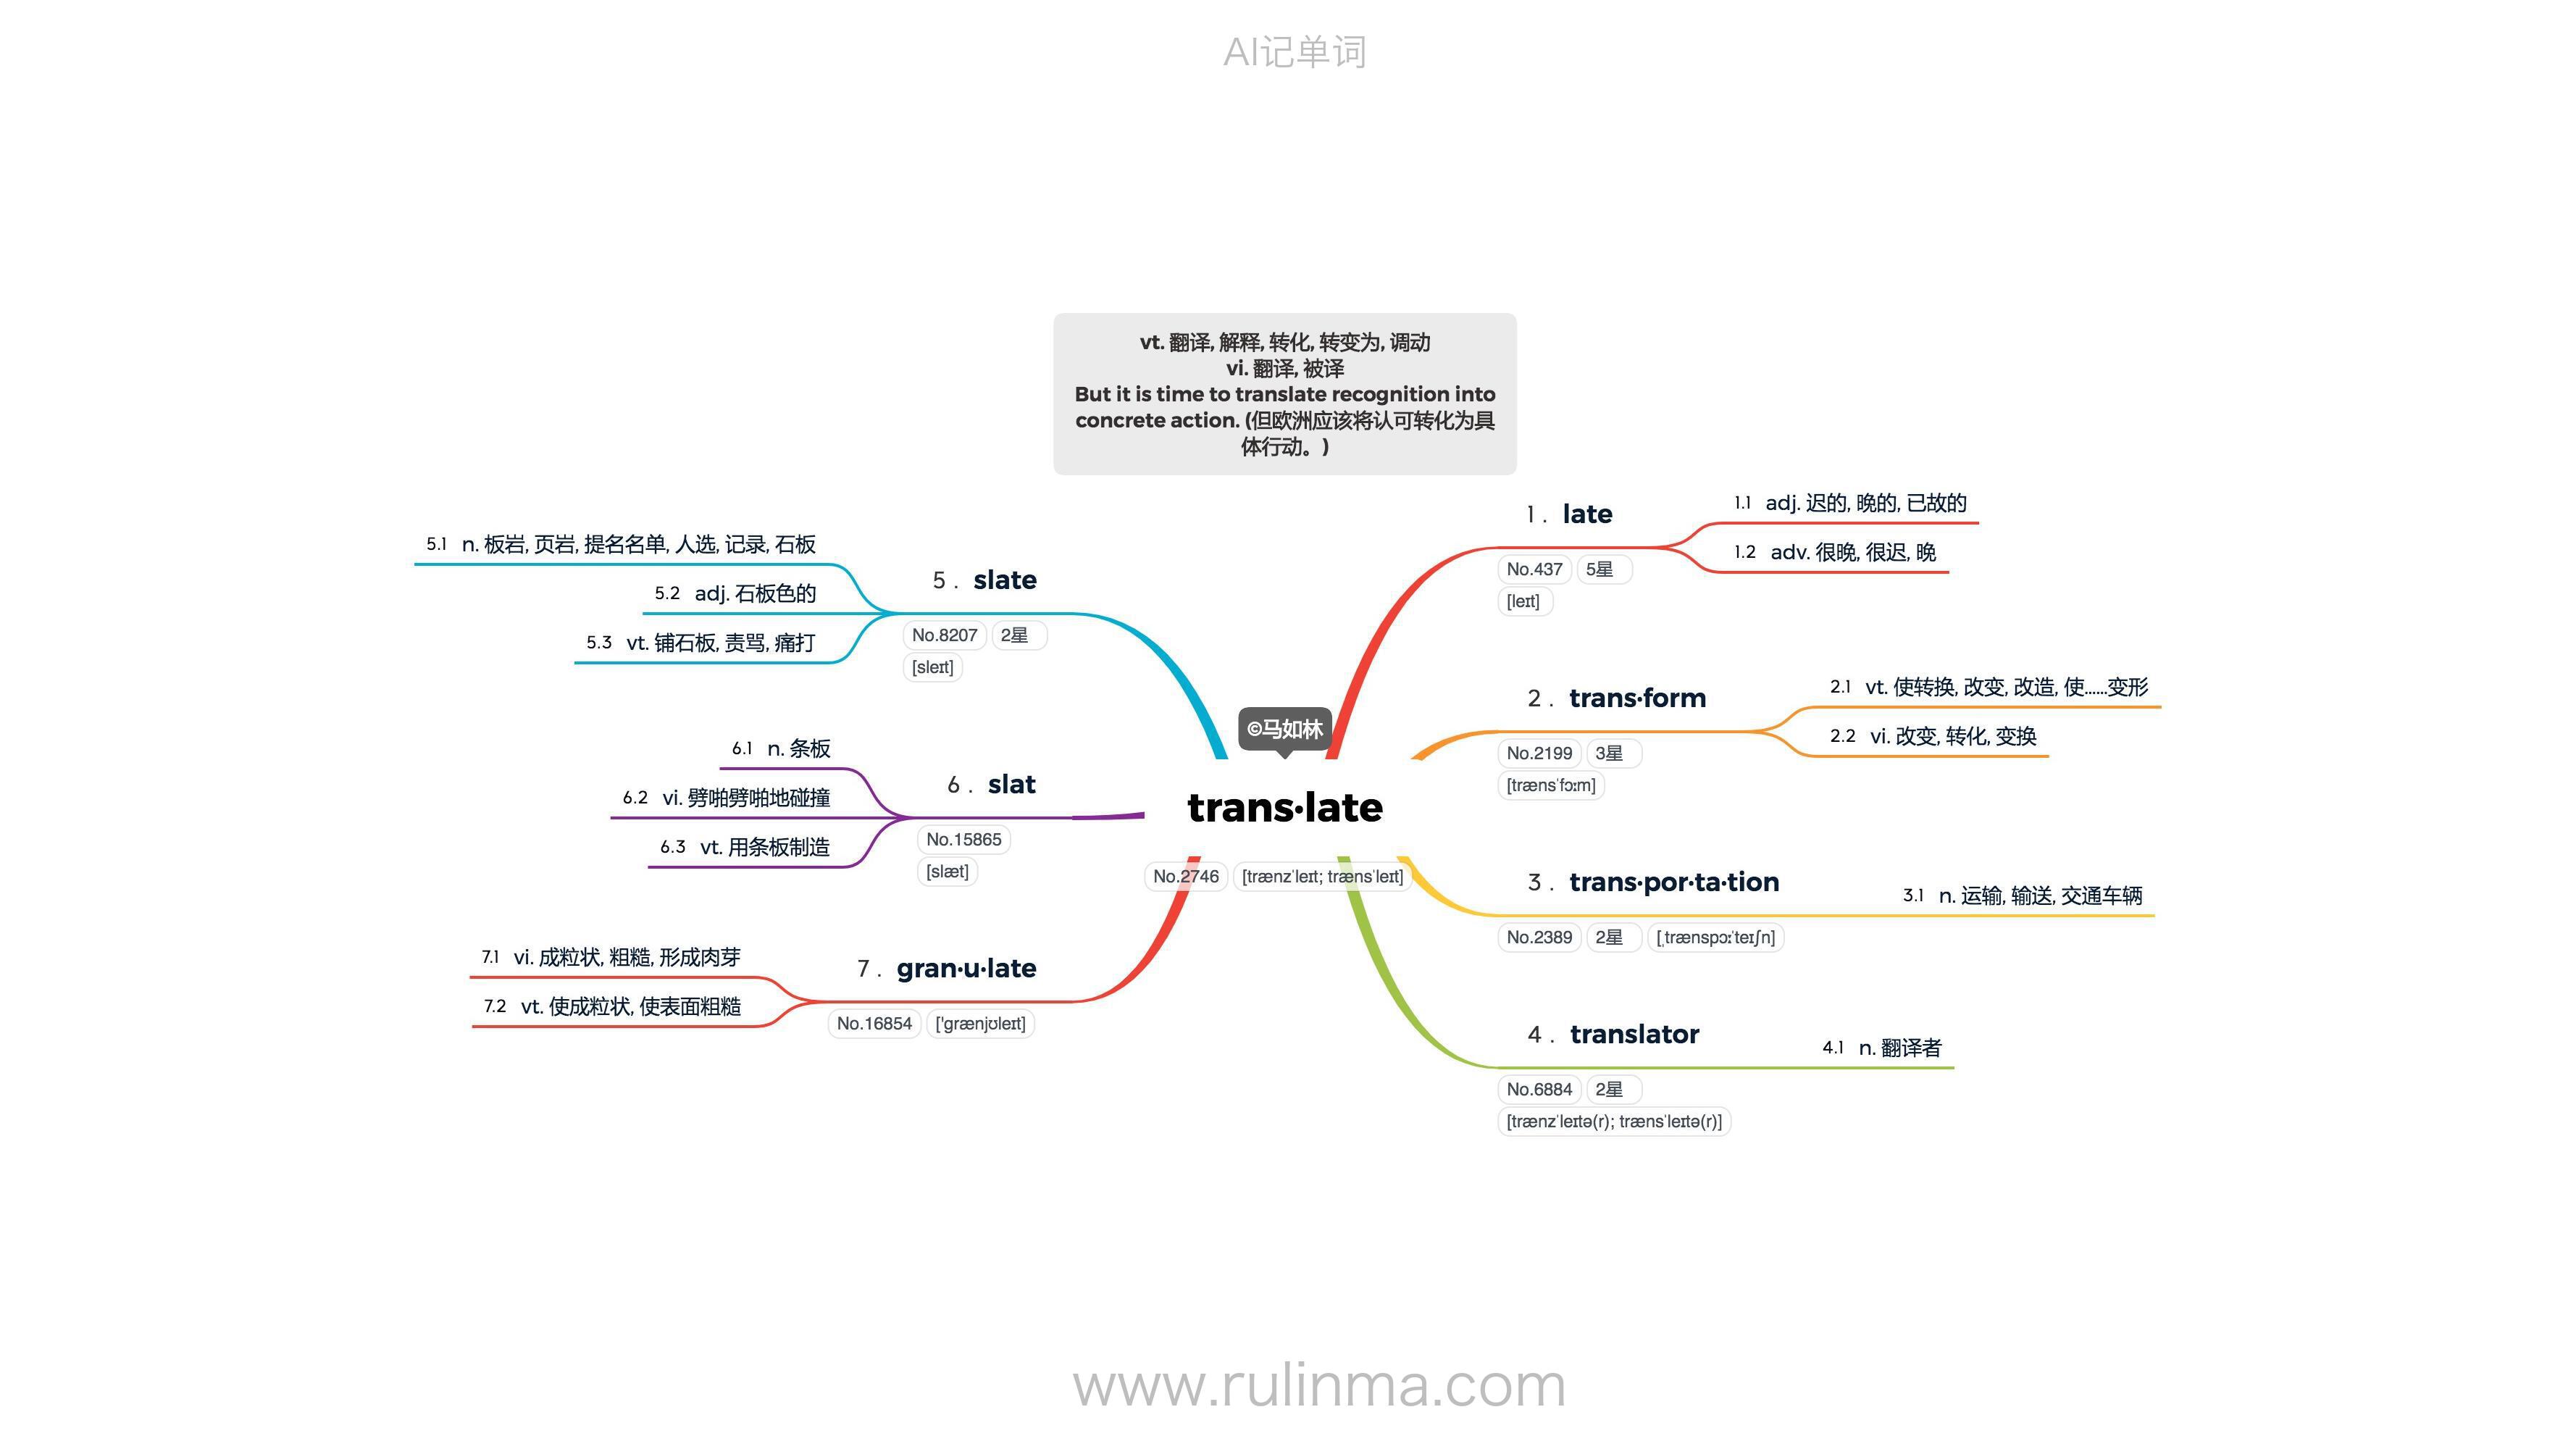 AI记单词
vt. 翻译, 解释, 转化, 转变为, 调动
vi. 翻译, 被译
But it is time to translate recognition into
concrete action. (但欧洲应该将认可转化为具
体行动。)
©马如林
trans·late
No.2746 [trænzˈleɪt; trænsˈleɪt]
1 . late
No.437 5星
[leɪt]
1.1 adj. 迟的, 晚的, 已故的
1.2 adv. 很晚, 很迟, 晚
2 . trans·form
No.2199 3星
[trænsˈfɔːm]
2.1 vt. 使转换, 改变, 改造, 使……变形
2.2 vi. 改变, 转化, 变换
3 . trans·por·ta·tion
No.2389 2星 [ˌtrænspɔːˈteɪʃn]
3.1 n. 运输, 输送, 交通车辆
4 . translator
No.6884 2星
[trænzˈleɪtə(r); trænsˈleɪtə(r)]
4.1 n. 翻译者
5 . slate
No.8207 2星
[sleɪt]
5.1 n. 板岩, 页岩, 提名名单, 人选, 记录, 石板
5.2 adj. 石板色的
5.3 vt. 铺石板, 责骂, 痛打
6 . slat
No.15865
[slæt]
6.1 n. 条板
6.2 vi. 劈啪劈啪地碰撞
6.3 vt. 用条板制造
7 . gran·u·late
No.16854 ['grænjʊleɪt]
7.1 vi. 成粒状, 粗糙, 形成肉芽
7.2 vt. 使成粒状, 使表面粗糙
www.rulinma.com